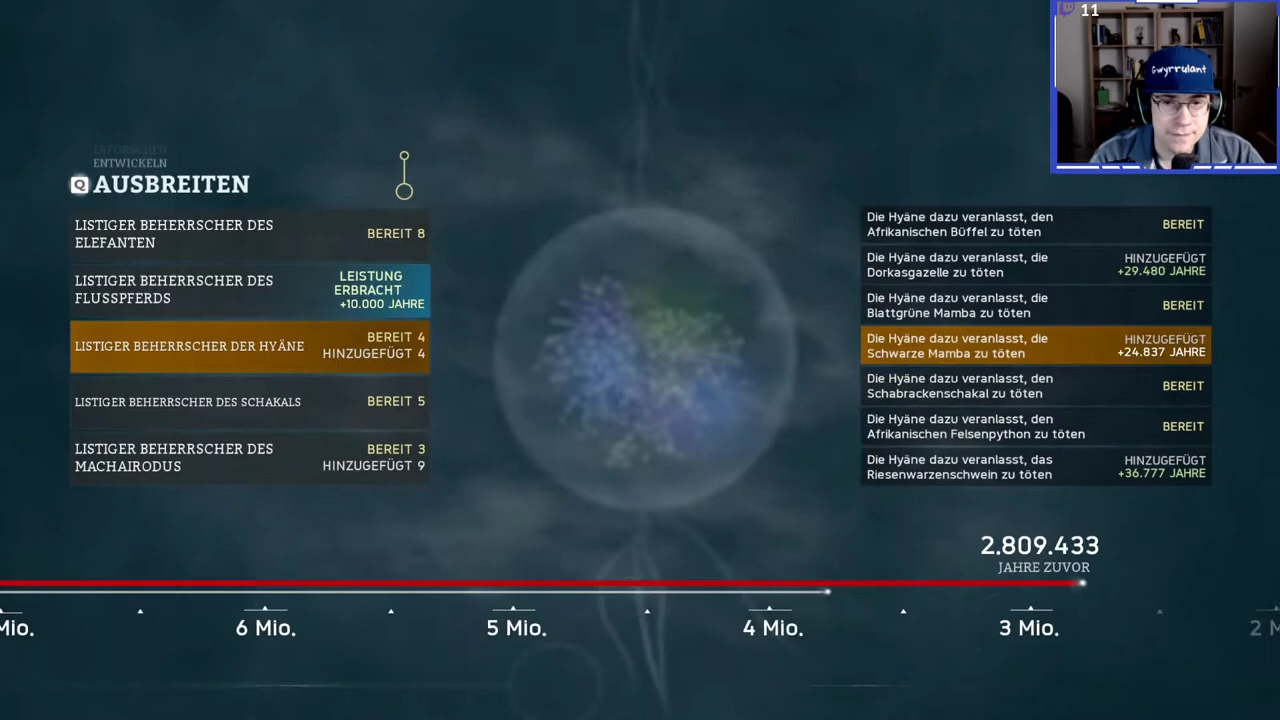 11
Gwyrrulant
ERFORSCHEN
ENTWICKELN
Q AUSBREITEN
LISTIGER BEHERRSCHER DES
ELEFANTEN
BEREIT 8
LISTIGER BEHERRSCHER DES
FLUSSPFERDS
LEISTUNG
ERBRACHT
+10.000 JAHRE
LISTIGER BEHERRSCHER DER HYÄNE
BEREIT 4
HINZUGEFÜGT 4
LISTIGER BEHERRSCHER DES SCHAKALS
BEREIT 5
LISTIGER BEHERRSCHER DES
MACHAIRODUS
BEREIT 3
HINZUGEFÜGT 9
Die Hyäne dazu veranlasst, den
Afrikanischen Büffel zu töten
BEREIT
Die Hyäne dazu veranlasst, die
Dorkasgazelle zu töten
HINZUGEFÜGT
+29.480 JAHRE
Die Hyäne dazu veranlasst, die
Blattgrüne Mamba zu töten
BEREIT
Die Hyäne dazu veranlasst, die
Schwarze Mamba zu töten
HINZUGEFÜGT
+24.837 JAHRE
Die Hyäne dazu veranlasst, den
Schabrackenschakal zu töten
BEREIT
Die Hyäne dazu veranlasst, den
Afrikanischen Felsenpython zu töten
BEREIT
Die Hyäne dazu veranlasst, das
Riesenwarzenschwein zu töten
HINZUGEFÜGT
+36.777 JAHRE
2.809.433
JAHRE ZUVOR
Mio.
6 Mio.
5 Mio.
4 Mio.
3 Mio.
2 M